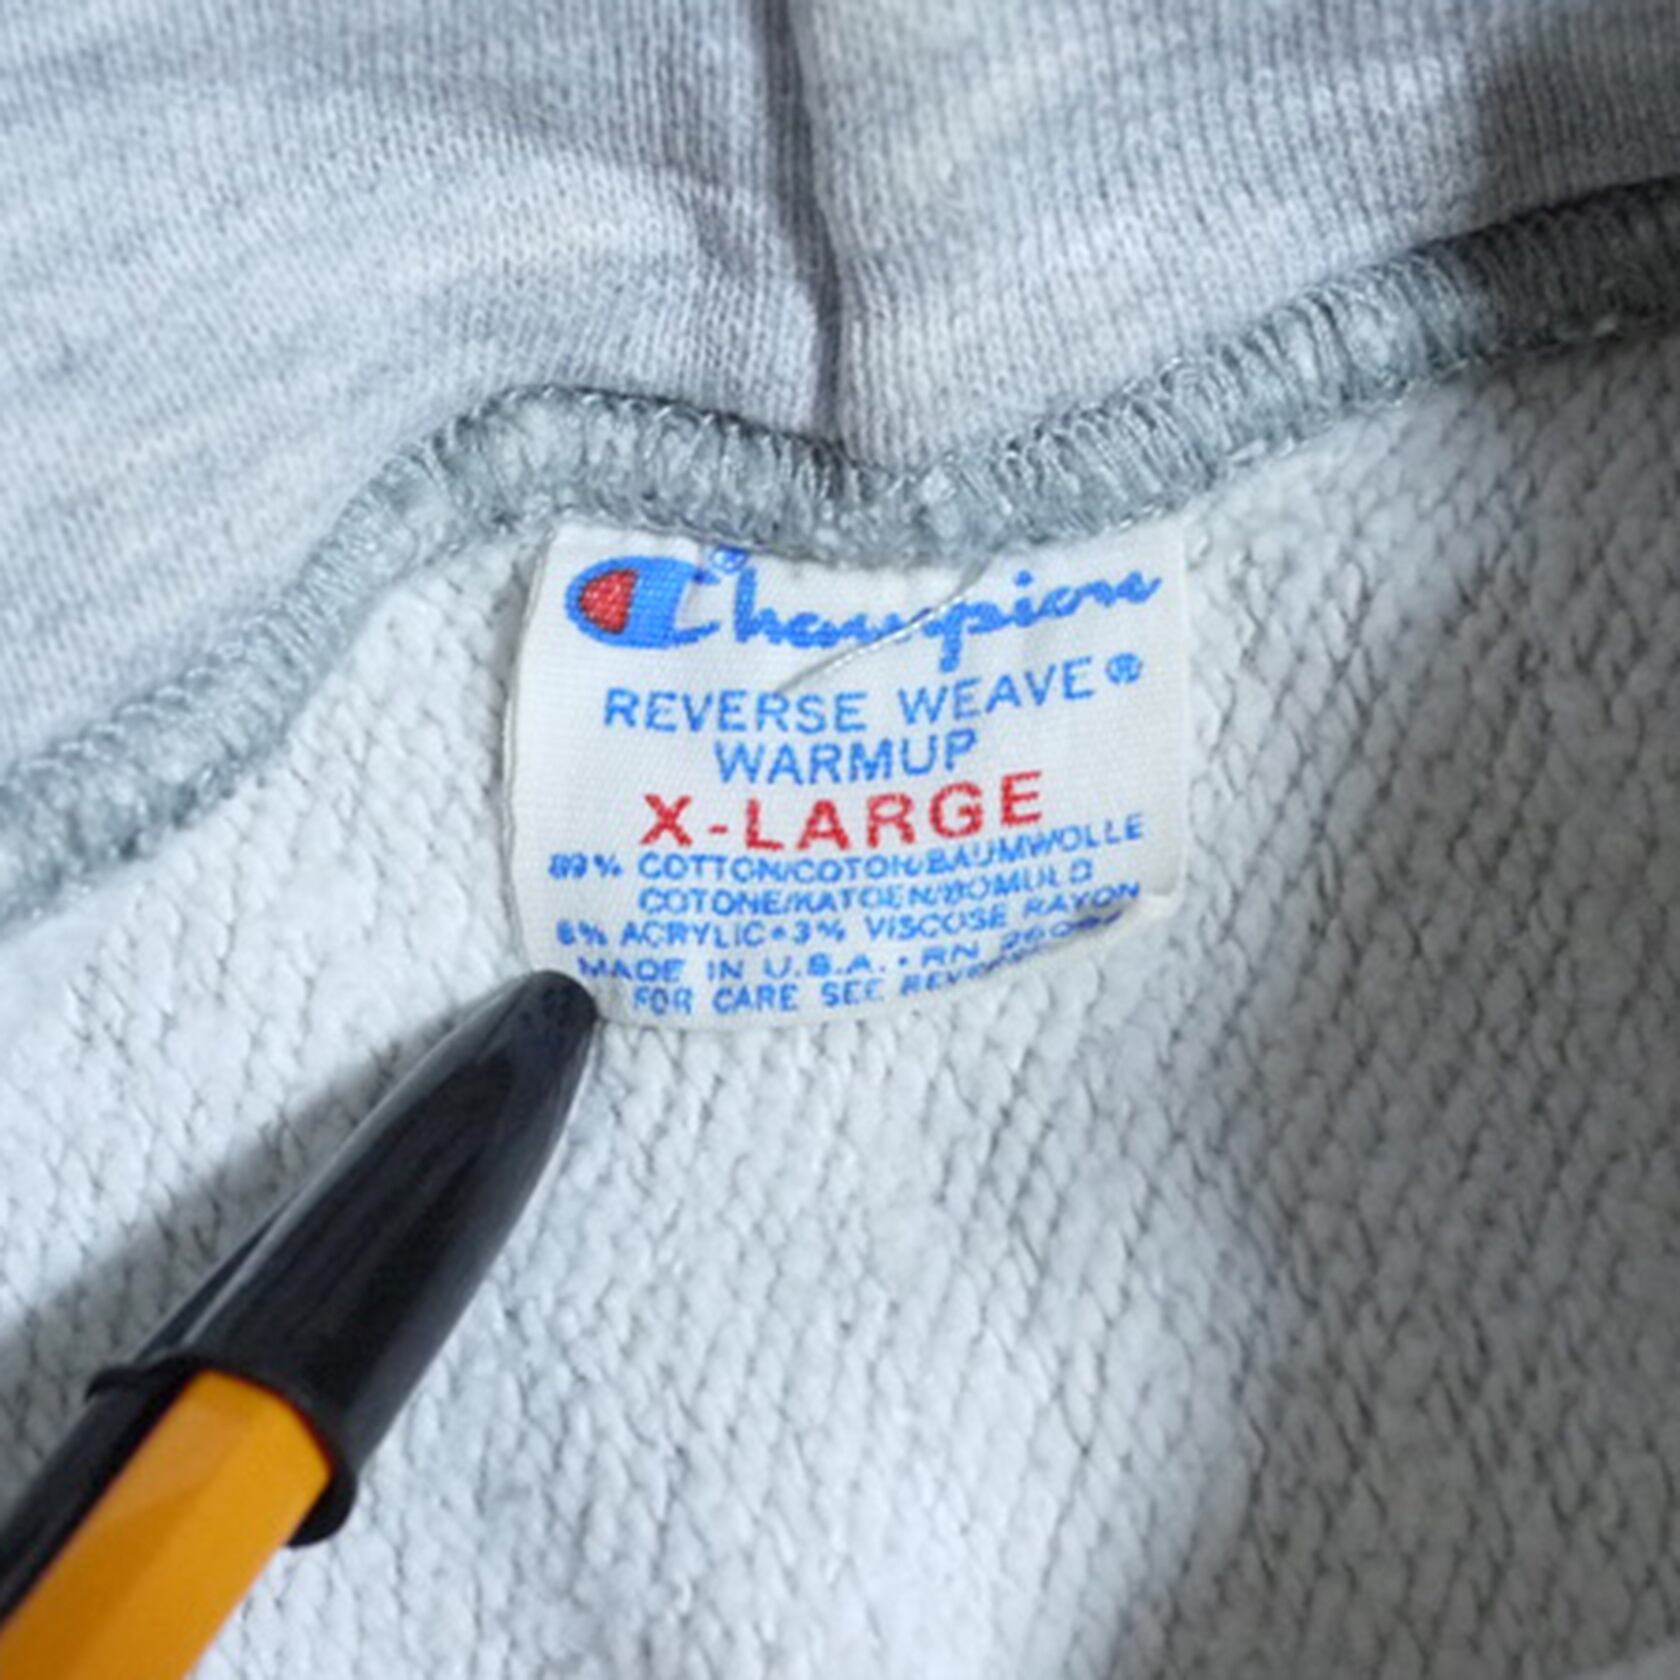 Champion®
REVERSE WEAVE®
WARMUP
X-LARGE
89% COTTON/COTON/BAUMWOLLE
COTONE/KATOEN/BOMULD
8% ACRYLIC•3% VISCOSE RAYON
MADE IN U.S.A. • RN
FOR CARE SEE